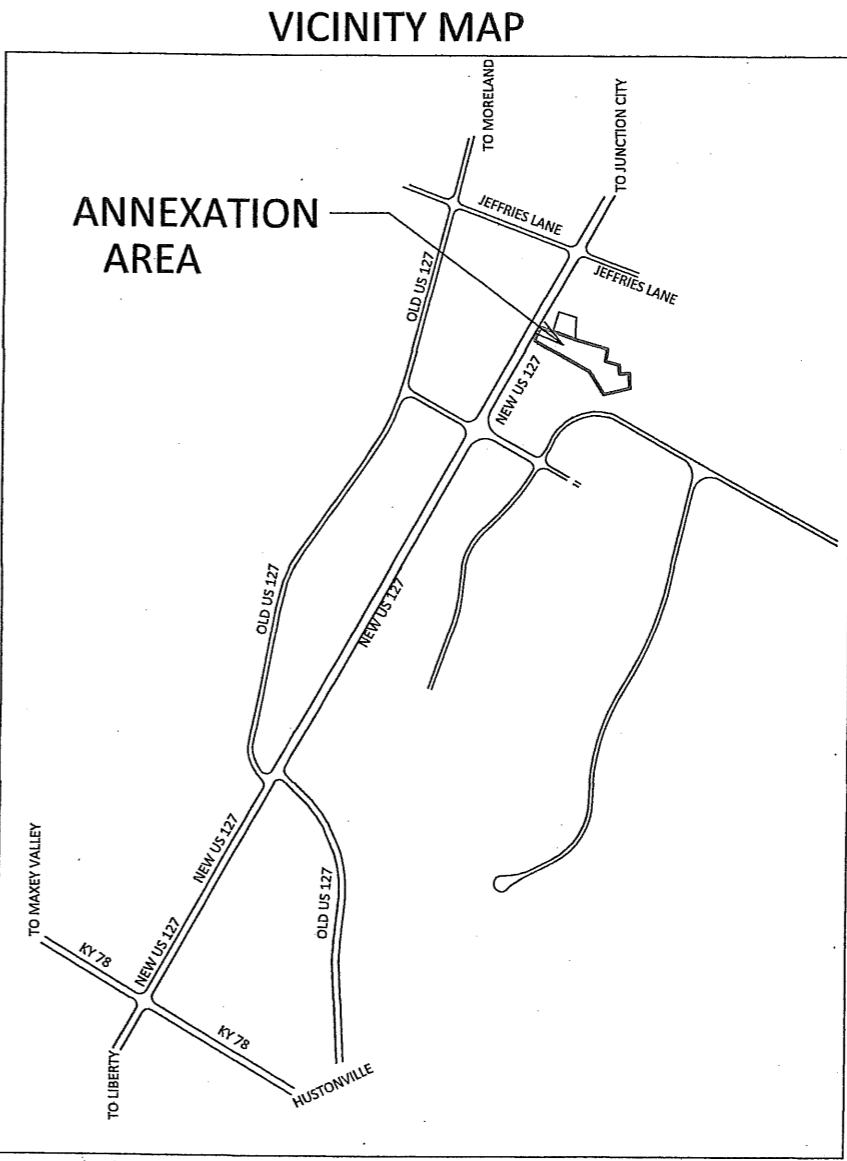 VICINITY MAP
TO MORELAND
TO JUNCTION CITY
ANNEXATION
AREA
JEFFRIES LANE
JEFFRIES LANE
OLD US 127
NEW US 127
OLD US 127
NEW US 127
NEW US 127
OLD US 127
TO MAXEY VALLEY
KY 78
NEW US 127
KY 78
TO LIBERTY
HUSTONVILLE